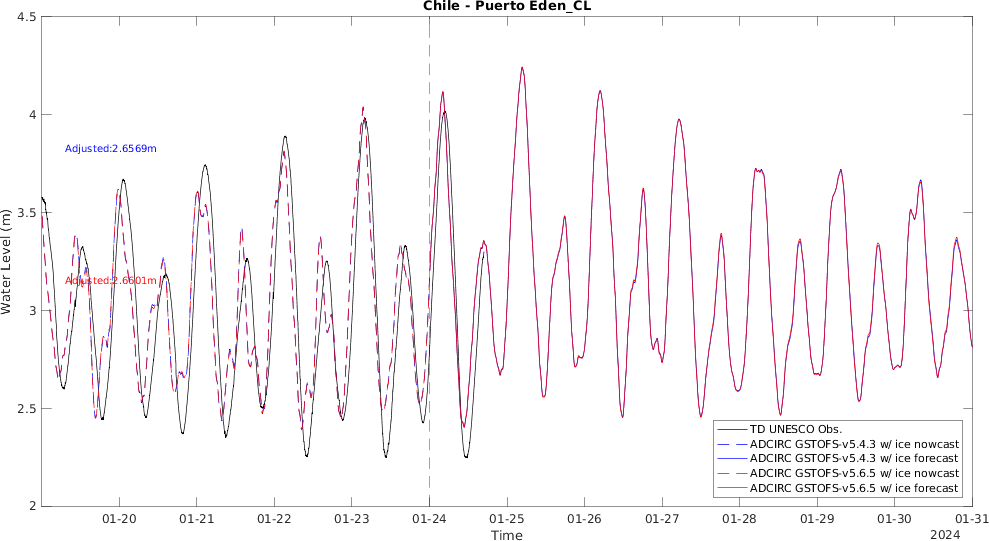 Chile - Puerto Eden_CL
4.5
4
3.5
3
2.5
2
Water Level (m)
Adjusted:2.6569m
Adjusted:2.6601m
TD UNESCO Obs.
ADCIRC GSTOFS-v5.4.3 w/ ice nowcast
ADCIRC GSTOFS-v5.4.3 w/ ice forecast
ADCIRC GSTOFS-v5.6.5 w/ ice nowcast
ADCIRC GSTOFS-v5.6.5 w/ ice forecast
01-20 01-21 01-22 01-23 01-24 01-25 01-26 01-27 01-28 01-29 01-30 01-31
Time
2024